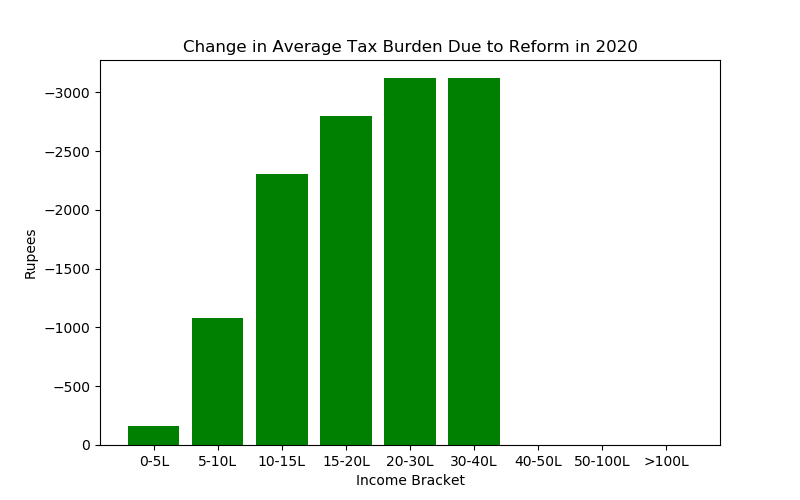 Change in Average Tax Burden Due to Reform in 2020
−3000
−2500
−2000
−1500
−1000
−500
0
Rupees
0-5L 5-10L 10-15L 15-20L 20-30L 30-40L 40-50L 50-100L >100L
Income Bracket